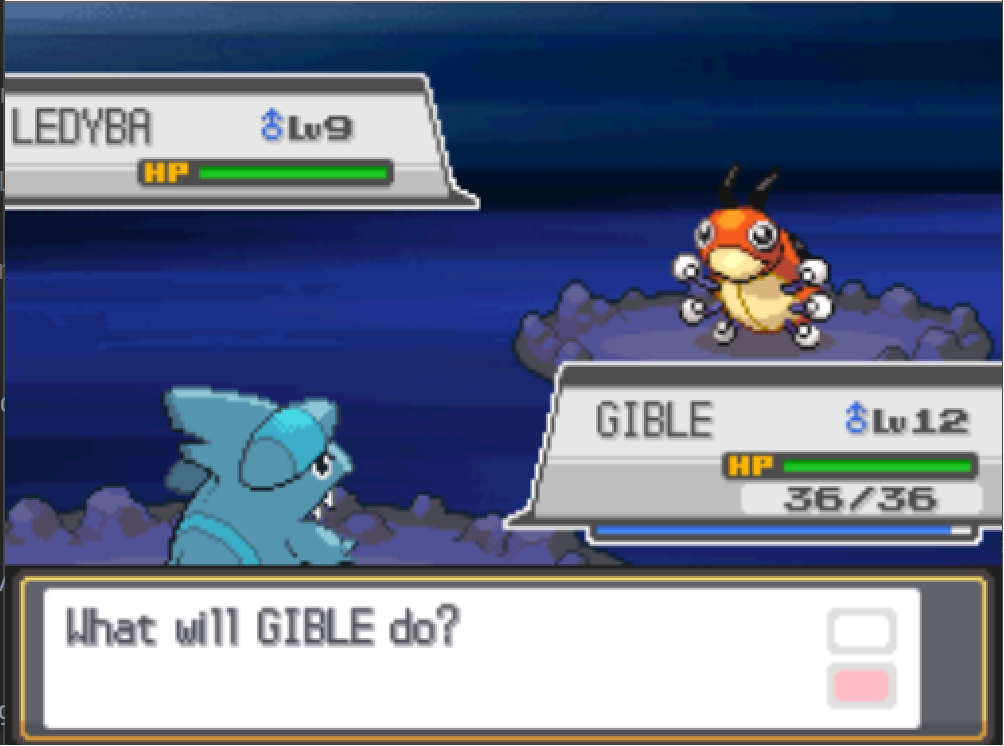 LEDYBA ♂Lv9
HP
GIBLE ♂Lv12
HP
36/36
What will GIBLE do?